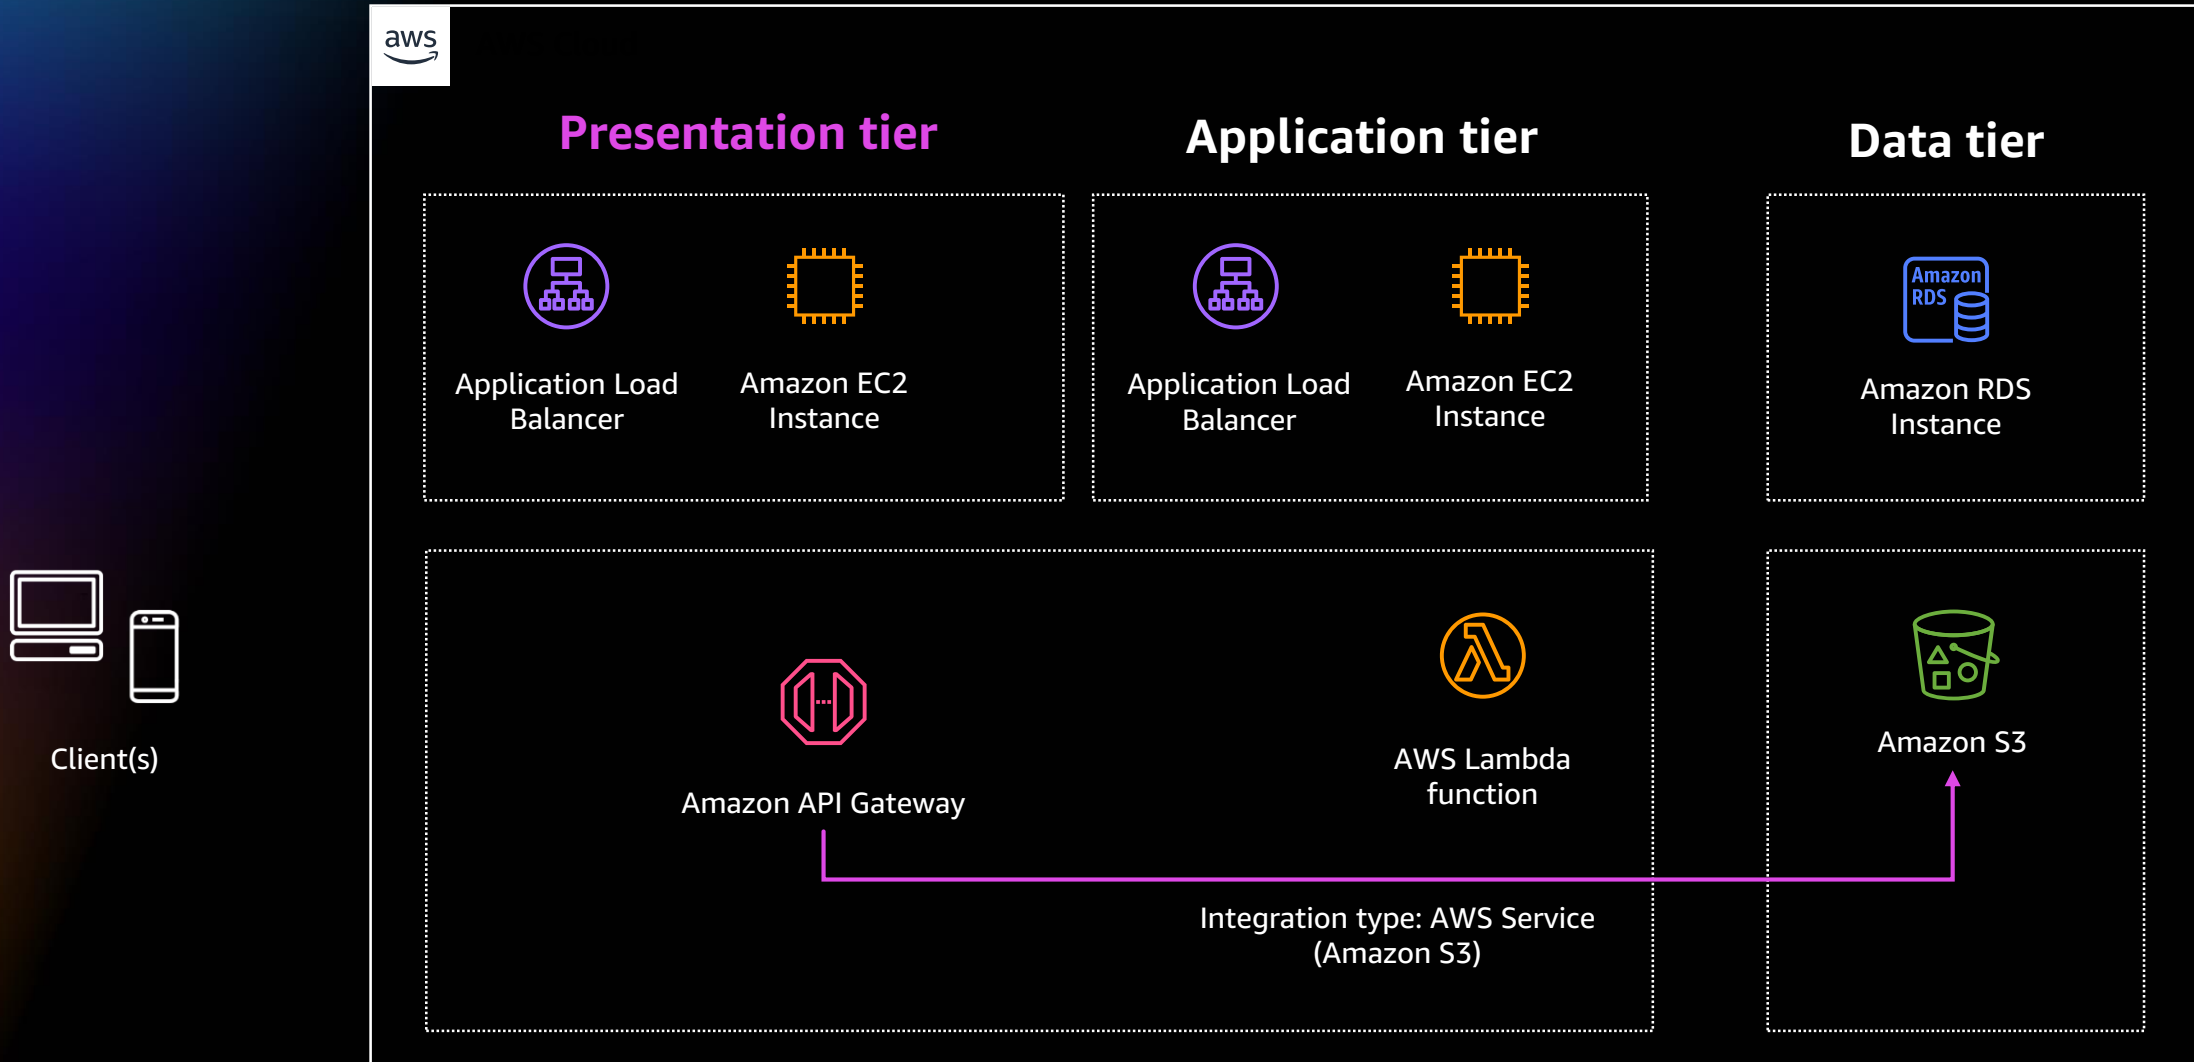 aws
Presentation tier
Application tier
Data tier
Application Load
Balancer
Amazon EC2
Instance
Application Load
Balancer
Amazon EC2
Instance
Amazon
RDS
Amazon RDS
Instance
Client(s)
Amazon API Gateway
AWS Lambda
function
Amazon S3
Integration type: AWS Service
(Amazon S3)